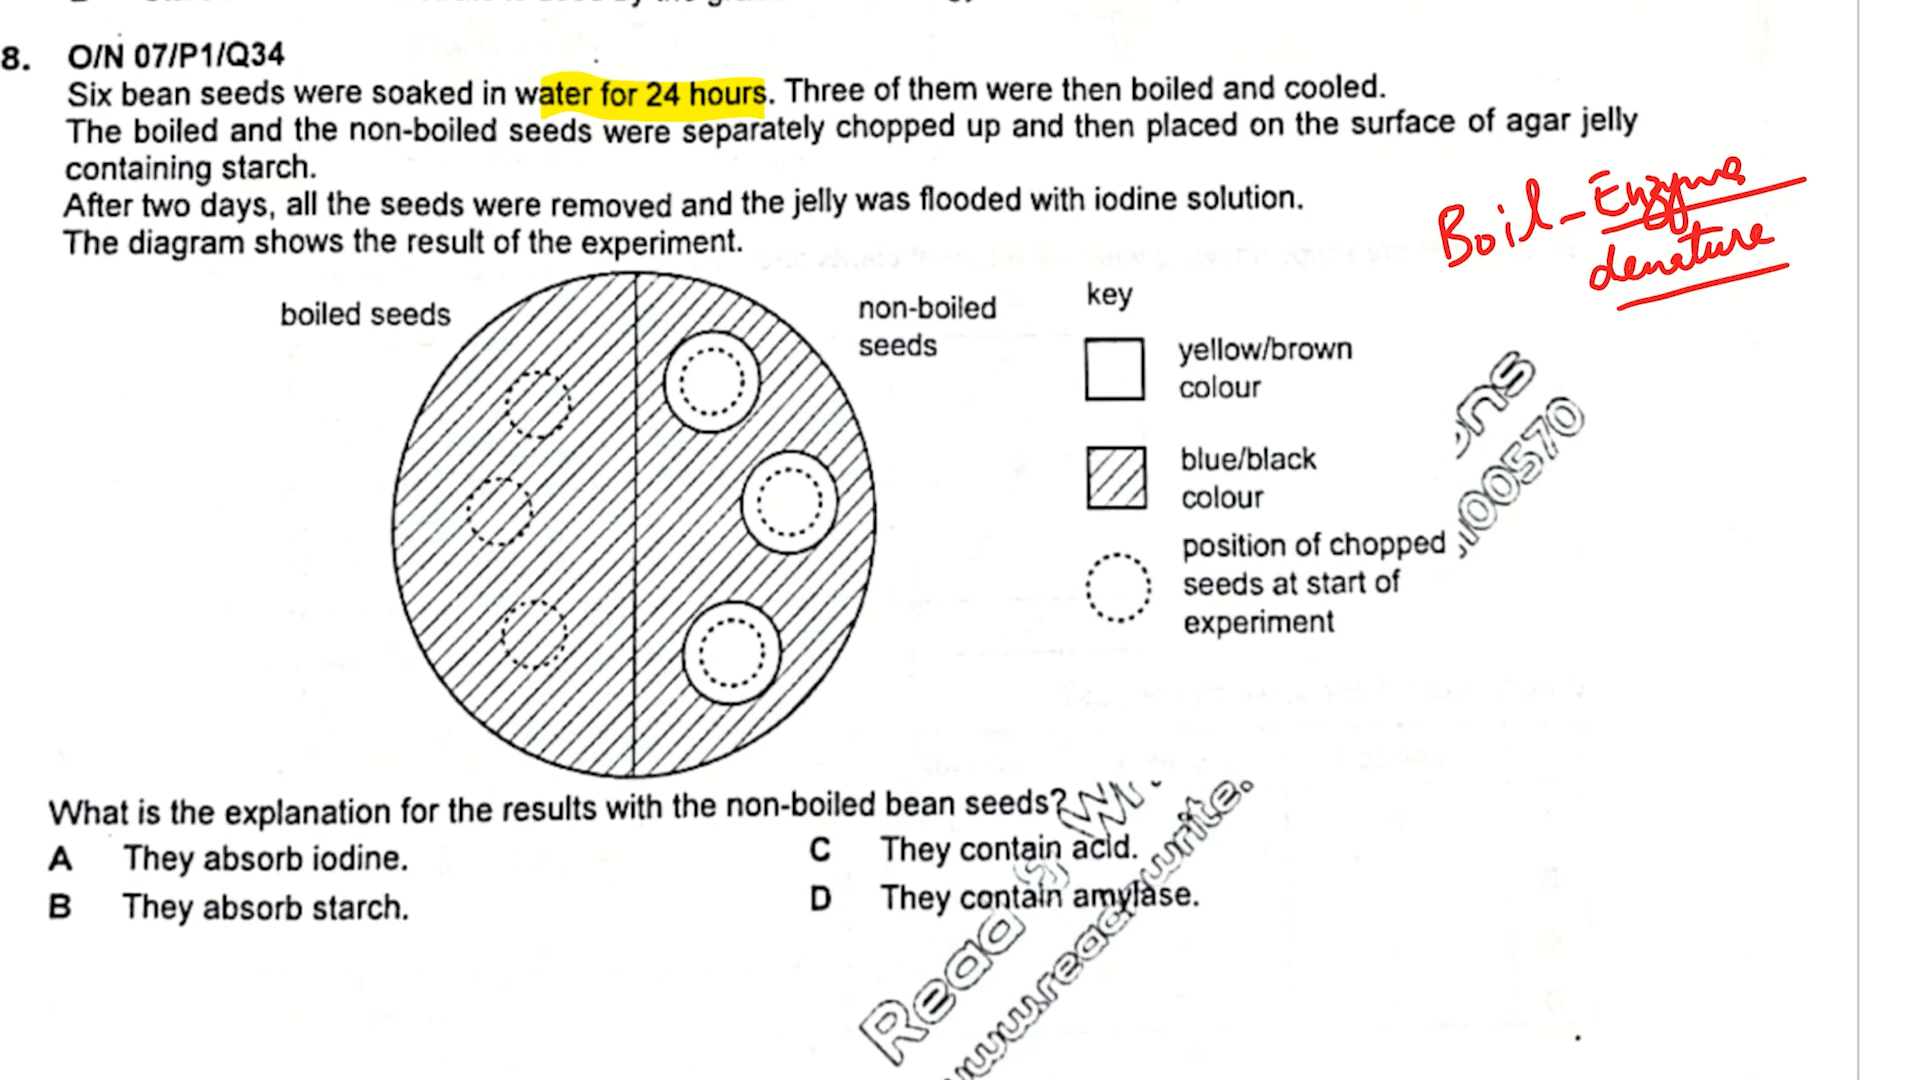 8. O/N 07/P1/Q34
Six bean seeds were soaked in water for 24 hours. Three of them were then boiled and cooled.
The boiled and the non-boiled seeds were separately chopped up and then placed on the surface of agar jelly
containing starch.
After two days, all the seeds were removed and the jelly was flooded with iodine solution.
The diagram shows the result of the experiment.
Boil - Enzyme
denature
boiled seeds
non-boiled
seeds
key
yellow/brown
colour
blue/black
colour
position of chopped
seeds at start of
experiment
What is the explanation for the results with the non-boiled bean seeds?
A They absorb iodine.
C They contain acid.
B They absorb starch.
D They contain amylase.
Read